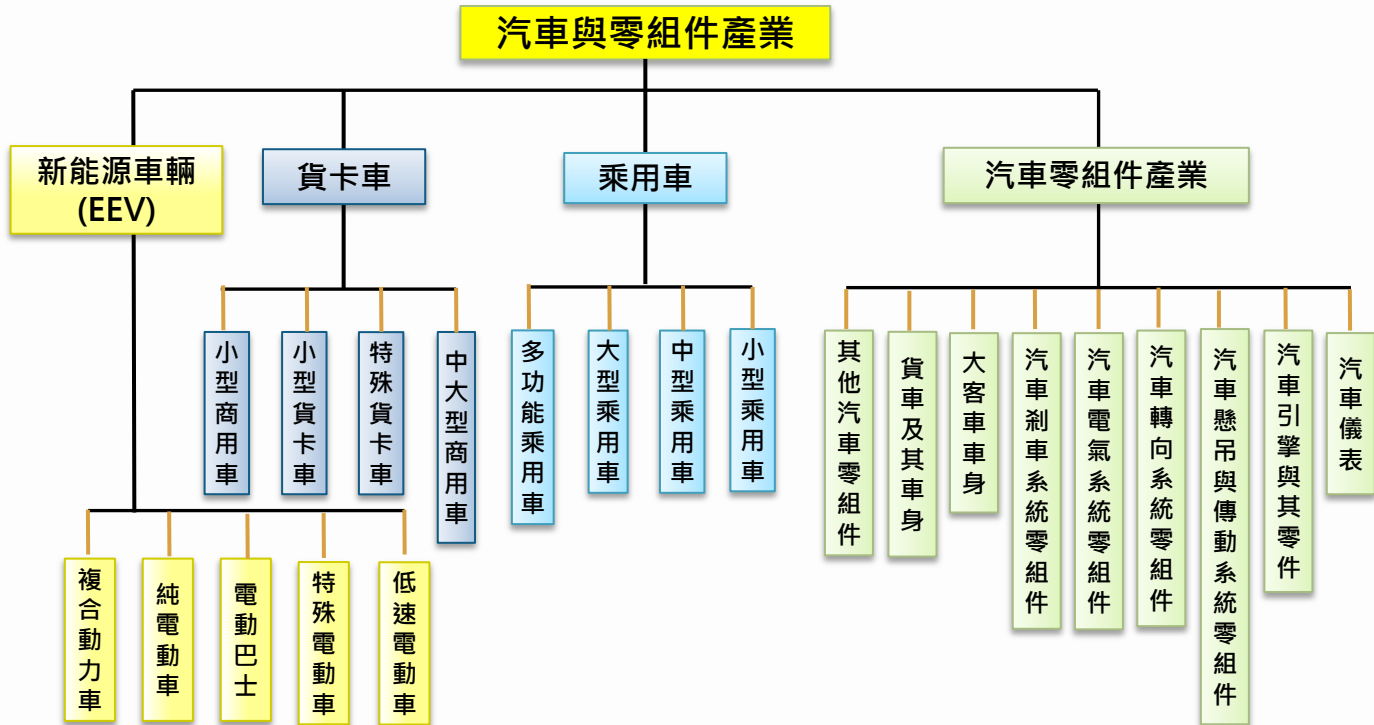 汽車與零組件產業
新能源車輛
(EEV)
貨卡車
乘用車
汽車零組件產業
小型商用車
小型貨卡車
特殊貨卡車
中大型商用車
多功能乘用車
大型乘用車
中型乘用車
小型乘用車
其他汽車零組件
貨車及其車身
大客車車身
汽車剎車系統零組件
汽車電氣系統零組件
汽車轉向系統零組件
汽車懸吊與傳動系統零組件
汽車引擎與其零件
汽車儀表
複合動力車
純電動車
電動巴士
特殊電動車
低速電動車